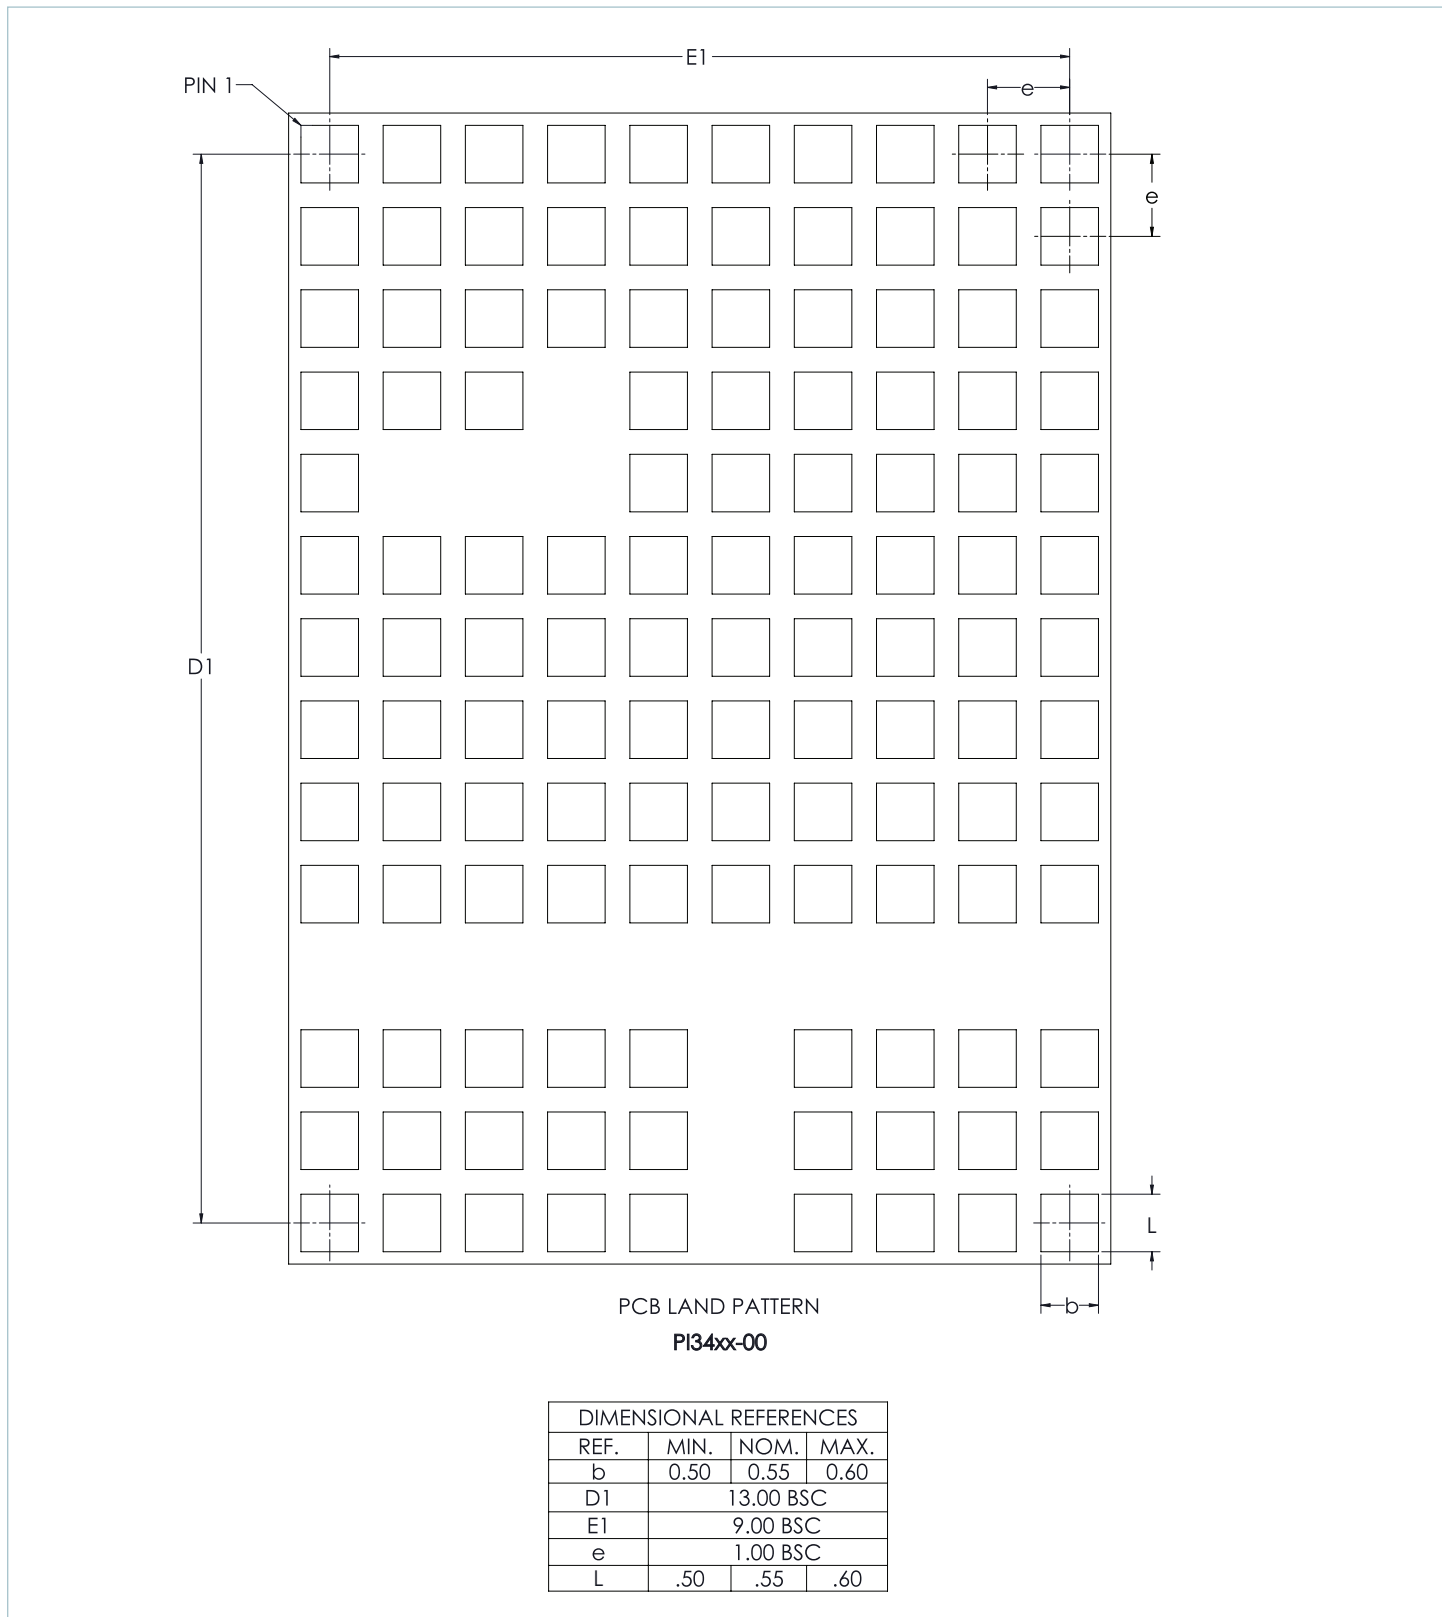 E1
PIN 1
e
e
D1
L
b
PCB LAND PATTERN
PI34xx-00
DIMENSIONAL REFERENCES
REF. MIN. NOM. MAX.
b 0.50 0.55 0.60
D1 13.00 BSC
E1 9.00 BSC
e 1.00 BSC
L .50 .55 .60